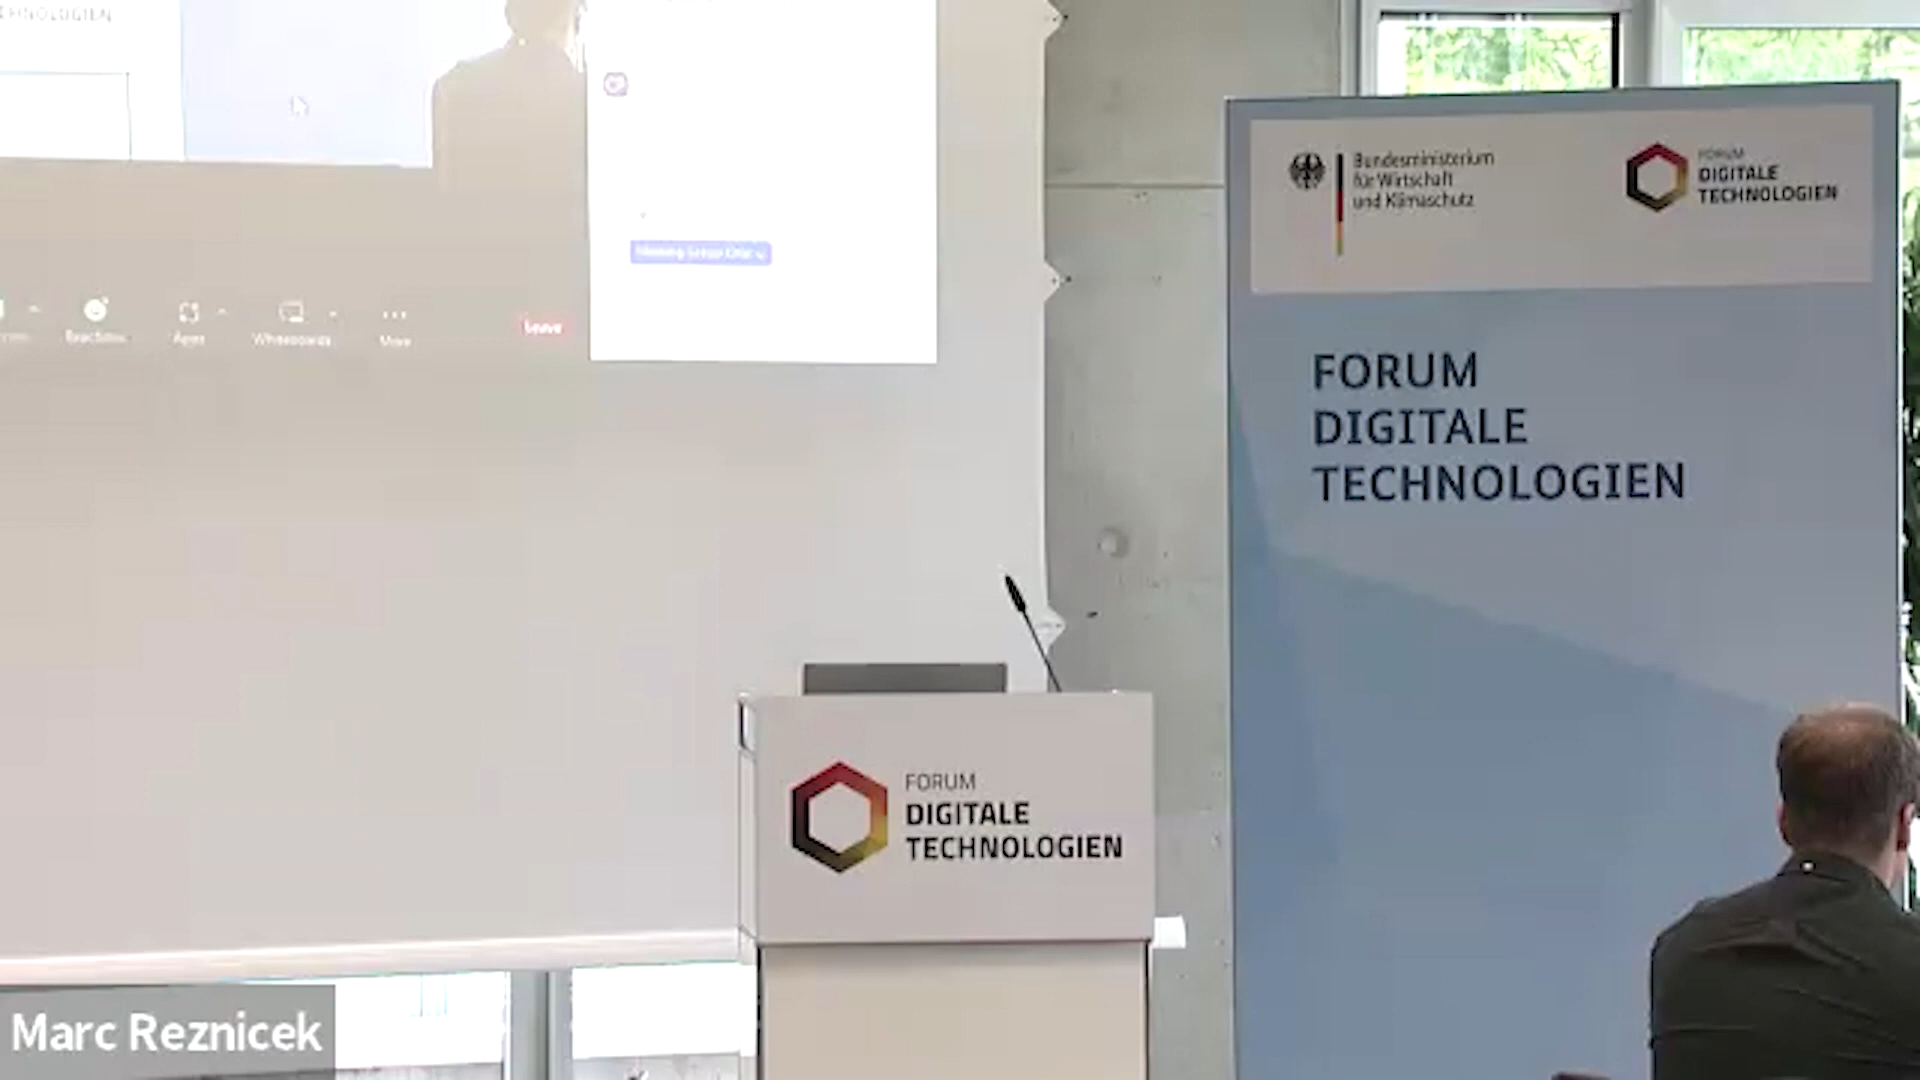 Reactions
Apps
Whiteboards
More
Leave
Bundesministerium
für Wirtschaft
und Klimaschutz
FORUM
DIGITALE
TECHNOLOGIEN
FORUM
DIGITALE
TECHNOLOGIEN
FORUM
DIGITALE
TECHNOLOGIEN
Marc Reznicek